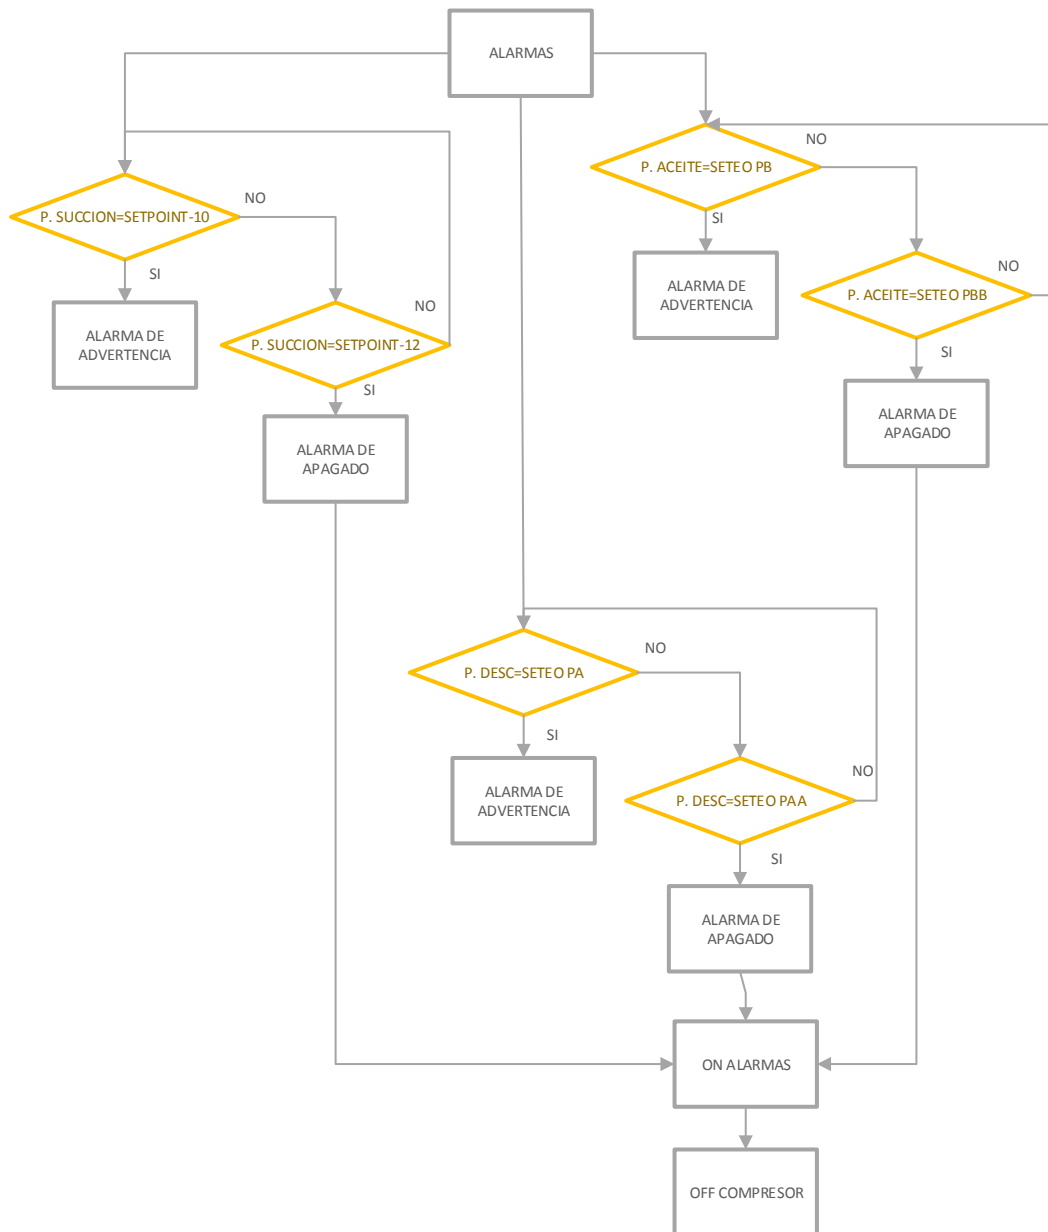 ALARMAS
NO
P. ACEITE=SETEO PB
NO
P. SUCCION=SETPOINT-10
SI
SI
ALARMA DE
ADVERTENCIA
NO
P. ACEITE=SETEO PBB
NO
ALARMA DE
ADVERTENCIA
P. SUCCION=SETPOINT-12
SI
SI
ALARMA DE
APAGADO
ALARMA DE
APAGADO
NO
P. DESC=SETEO PA
SI
NO
ALARMA DE
ADVERTENCIA
P. DESC=SETEO PAA
SI
ALARMA DE
APAGADO
ON ALARMAS
OFF COMPRESOR